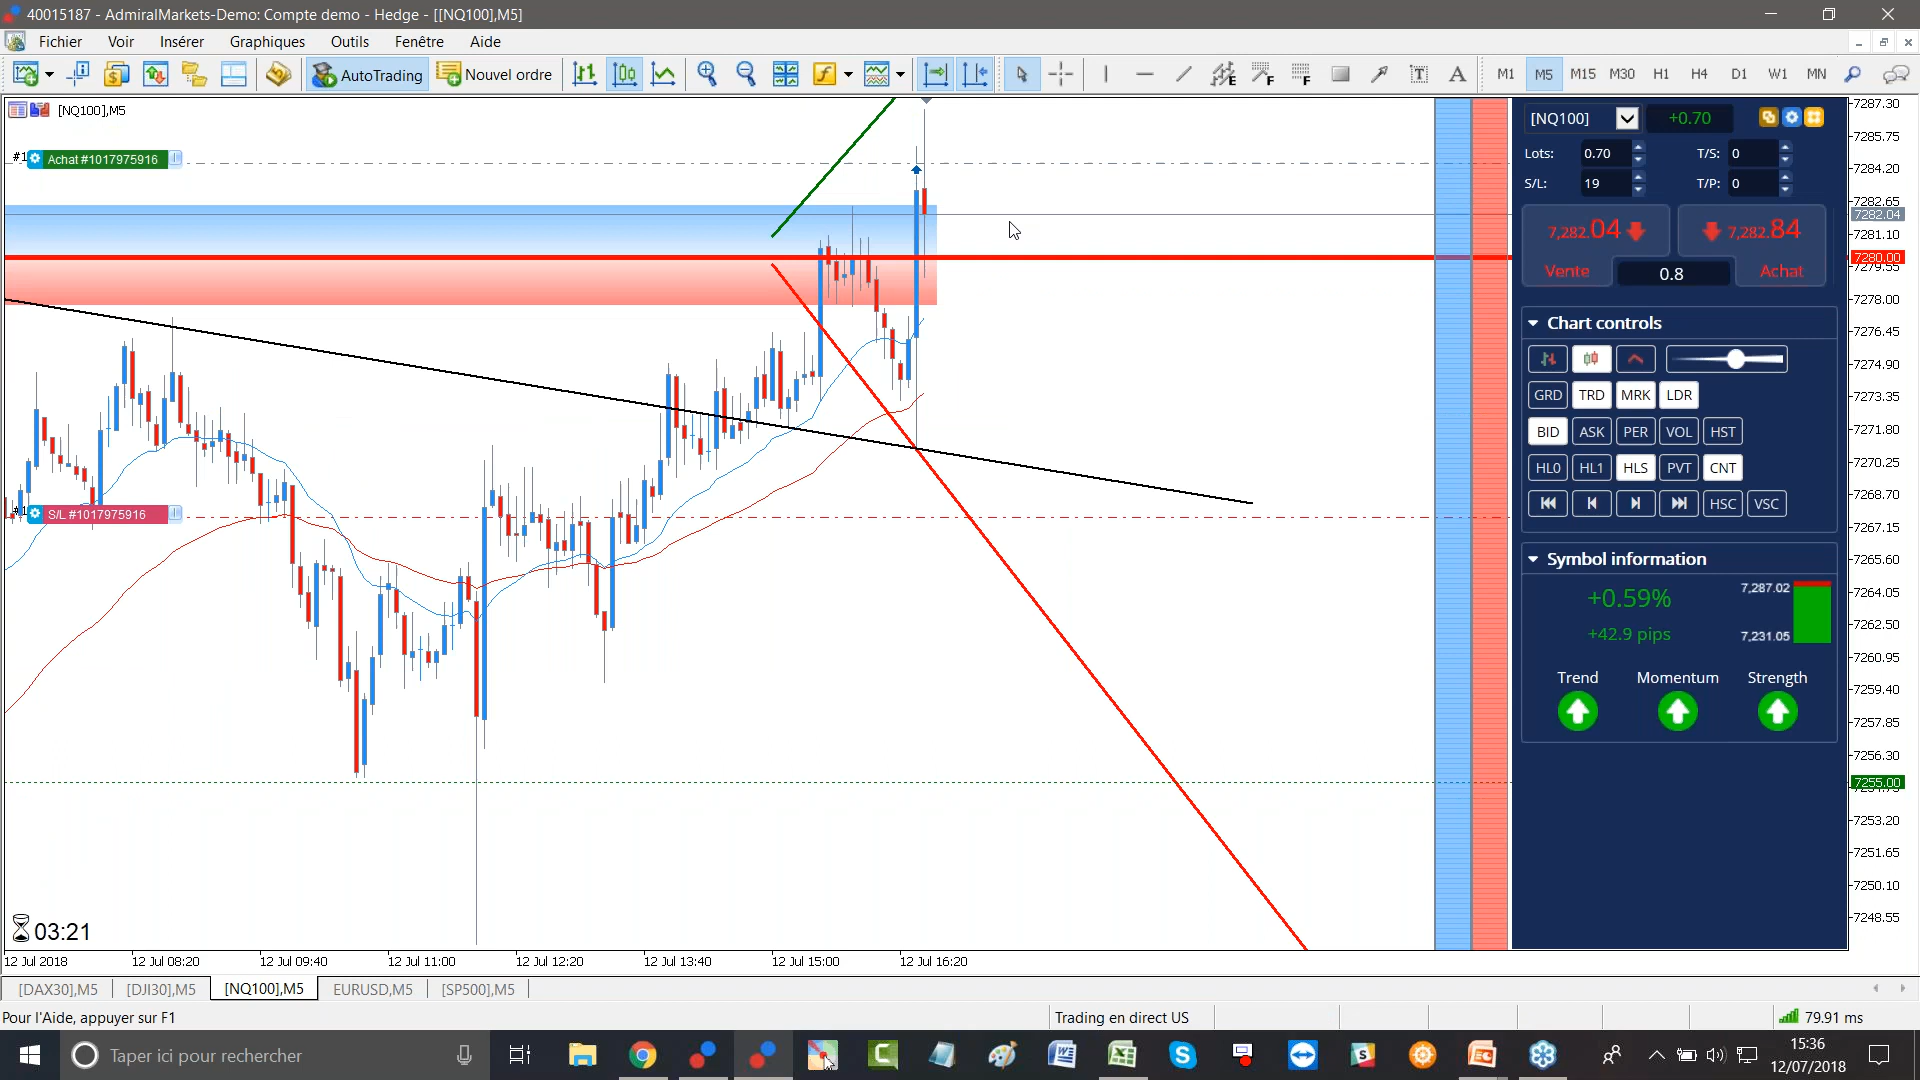 40015187 - AdmiralMarkets-Demo: Compte demo - Hedge - [[NQ100],M5]
Fichier Voir Insérer Graphiques Outils Fenêtre Aide
AutoTrading Nouvel ordre M1 M5 M15 M30 H1 H4 D1 W1 MN
[NQ100],M5
#1 Achat #1017975916
S/L #1017975916
03:21
12 Jul 2018 12 Jul 08:20 12 Jul 09:40 12 Jul 11:00 12 Jul 12:20 12 Jul 13:40 12 Jul 15:00 12 Jul 16:20
[NQ100] +0.70
Lots: 0.70 T/S: 0
S/L: 19 T/P: 0
7,282.04 7,282.84
Vente 0.8 Achat
Chart controls
GRD TRD MRK LDR
BID ASK PER VOL HST
HL0 HL1 HLS PVT CNT
HSC VSC
Symbol information
+0.59% 7,287.02
+42.9 pips 7,231.05
Trend Momentum Strength
7287.30
7285.75
7284.20
7282.65
7282.04
7281.10
7280.00
7279.55
7278.00
7276.45
7274.90
7273.35
7271.80
7270.25
7268.70
7267.15
7265.60
7264.05
7262.50
7260.95
7259.40
7257.85
7256.30
7255.00
7253.20
7251.65
7250.10
7248.55
[DAX30],M5 [DJI30],M5 [NQ100],M5 EURUSD,M5 [SP500],M5
Pour l'Aide, appuyer sur F1 Trading en direct US 79.91 ms
Taper ici pour rechercher
15:36
12/07/2018